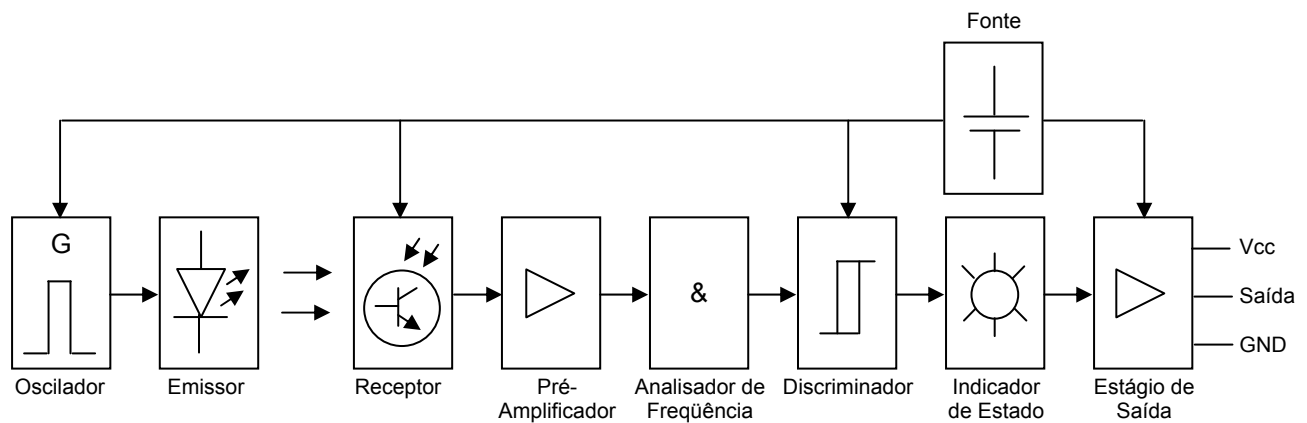 Fonte
G
&
Vcc
Saída
GND
Oscilador
Emissor
Receptor
Pré-
Amplificador
Analisador de
Freqüência
Discriminador
Indicador
de Estado
Estágio de
Saída